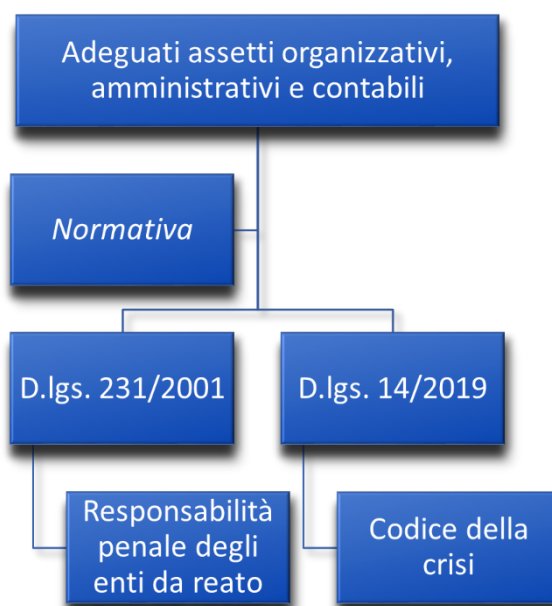 Adeguati assetti organizzativi,
amministrativi e contabili
Normativa
D.lgs. 231/2001
D.lgs. 14/2019
Responsabilità
penale degli
enti da reato
Codice della
crisi